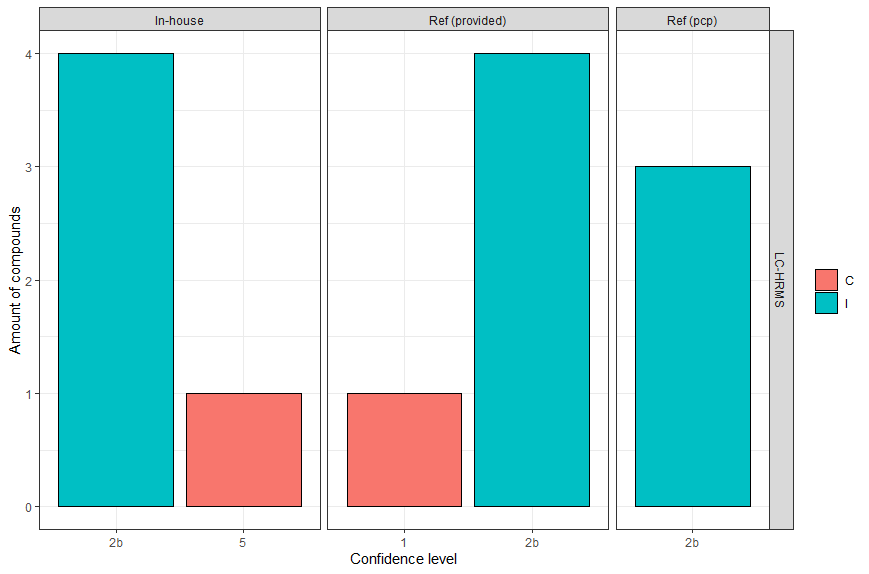 In-house
Ref (provided)
Ref (pcp)
4
3
2
1
0
Amount of compounds
2b
5
1
2b
2b
Confidence level
LC-HRMS
C
I